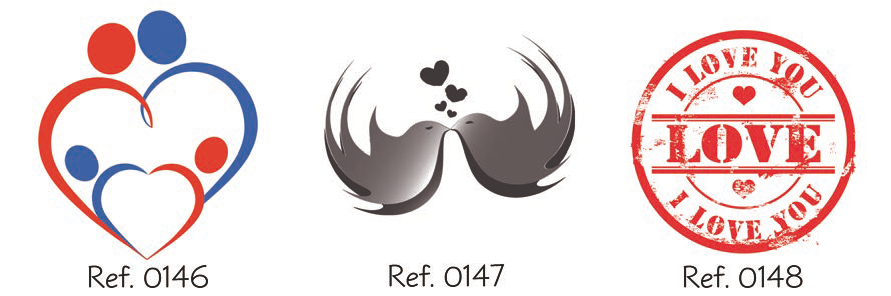 I LOVE YOU
LOVE
I LOVE YOU
Ref. 0146
Ref. 0147
Ref. 0148